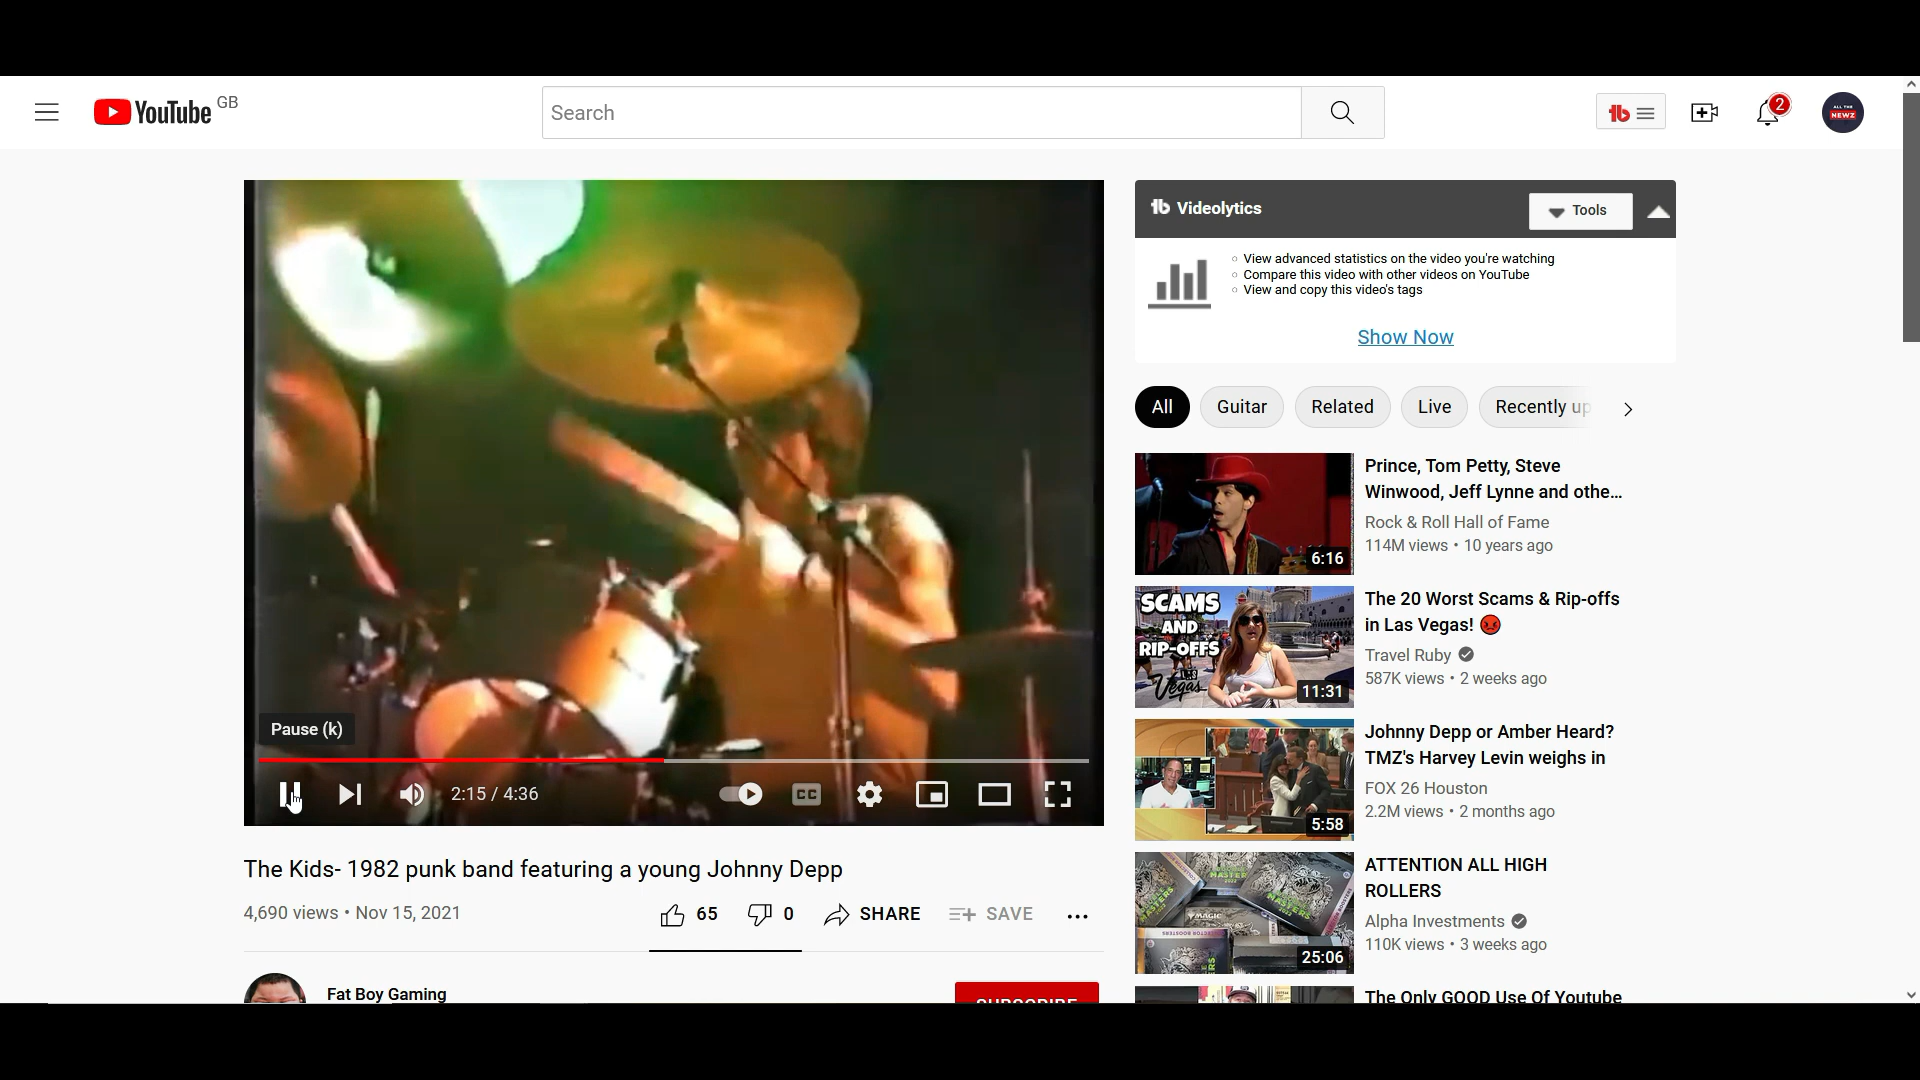 YouTube GB
Search
2
ALL THE
NEWZ
Videolytics
Tools
View advanced statistics on the video you're watching
Compare this video with other videos on YouTube
View and copy this video's tags
Show Now
All
Guitar
Related
Live
Recently up
Pause (k)
2:15 / 4:36
CC
The Kids- 1982 punk band featuring a young Johnny Depp
4,690 views • Nov 15, 2021
65
0
SHARE
SAVE
Fat Boy Gaming
SUBSCRIBE
6:16
Prince, Tom Petty, Steve
Winwood, Jeff Lynne and othe...
Rock & Roll Hall of Fame
114M views • 10 years ago
SCAMS
AND
RIP-OFFS
Vegas
11:31
The 20 Worst Scams & Rip-offs
in Las Vegas! 😡
Travel Ruby
587K views • 2 weeks ago
5:58
Johnny Depp or Amber Heard?
TMZ's Harvey Levin weighs in
FOX 26 Houston
2.2M views • 2 months ago
MAGIC
25:06
ATTENTION ALL HIGH
ROLLERS
Alpha Investments
110K views • 3 weeks ago
The Only GOOD Use Of Youtube